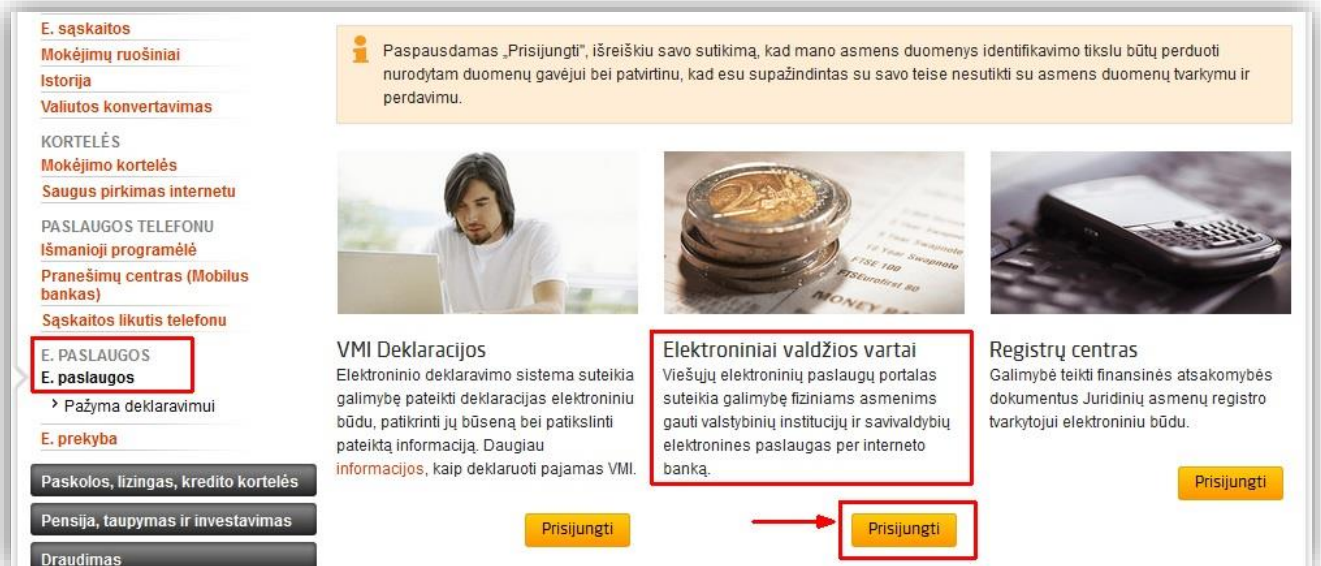 E. sąskaitos
Mokėjimų ruošiniai
Istorija
Valiutos konvertavimas
KORTELĖS
Mokėjimo kortelės
Saugus pirkimas internetu
PASLAUGOS TELEFONU
Išmanioji programėlė
Pranešimų centras (Mobilus
bankas)
Sąskaitos likutis telefonu
E. PASLAUGOS
E. paslaugos
Pažyma deklaravimui
E. prekyba
Paskolos, lizingas, kredito kortelės
Pensija, taupymas ir investavimas
Draudimas
Paspausdamas „Prisijungti", išreiškiu savo sutikimą, kad mano asmens duomenys identifikavimo tikslu būtų perduoti
nurodytam duomenų gavėjui bei patvirtinu, kad esu supažindintas su savo teise nesutikti su asmens duomenų tvarkymu ir
perdavimu.
VMI Deklaracijos
Elektroninio deklaravimo sistema suteikia
galimybę pateikti deklaracijas elektroniniu
būdu, patikrinti jų būseną bei patikslinti
pateiktą informaciją. Daugiau
informacijos, kaip deklaruoti pajamas VMI.
Prisijungti
FTSE 100
FTSEurofirst 80
MONEY
Elektroniniai valdžios vartai
Viešųjų elektroninių paslaugų portalas
suteikia galimybę fiziniams asmenims
gauti valstybinių institucijų ir savivaldybių
elektronines paslaugas per interneto
banką.
Prisijungti
Registrų centras
Galimybė teikti finansinės atsakomybės
dokumentus Juridinių asmenų registro
tvarkytojui elektroniniu būdu.
Prisijungti